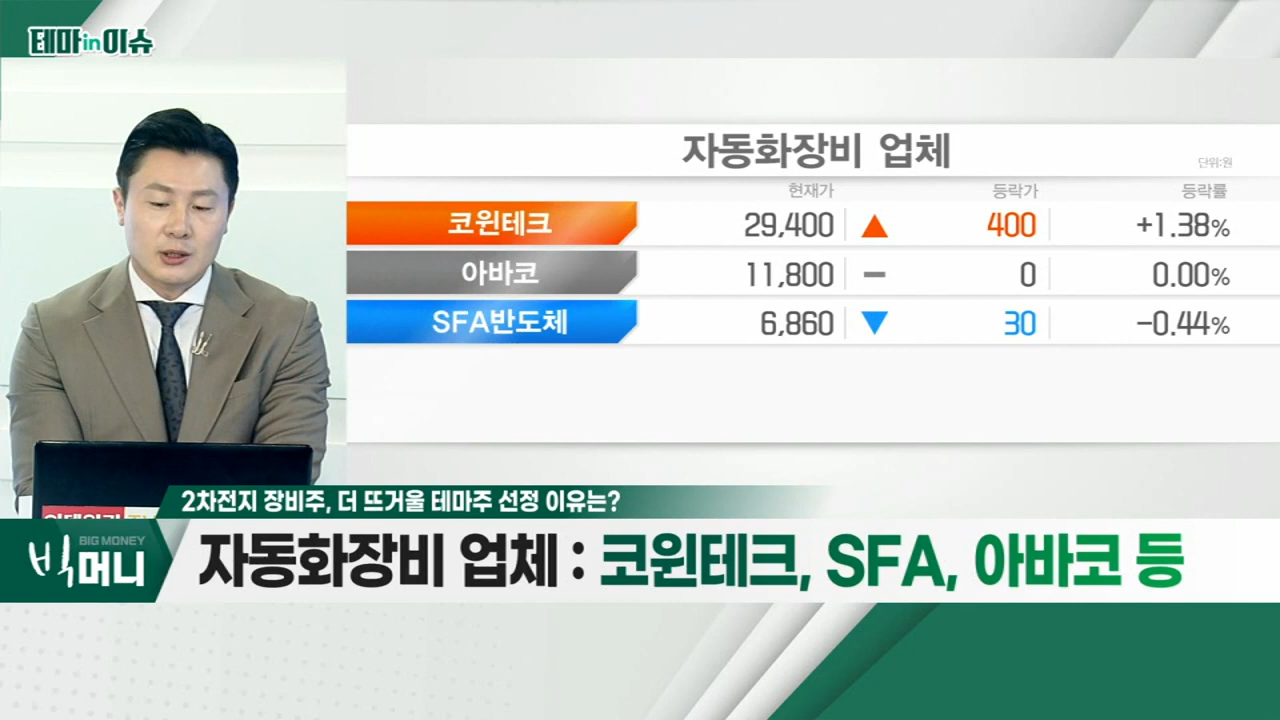 테마in이슈
자동화장비 업체
단위:원
현재가 등락가 등락률
코윈테크 29,400 ▲ 400 +1.38%
아바코 11,800 － 0 0.00%
SFA반도체 6,860 ▼ 30 -0.44%
2차전지 장비주, 더 뜨거울 테마주 선정 이유는?
BIG MONEY
빅머니
자동화장비 업체 : 코윈테크, SFA, 아바코 등